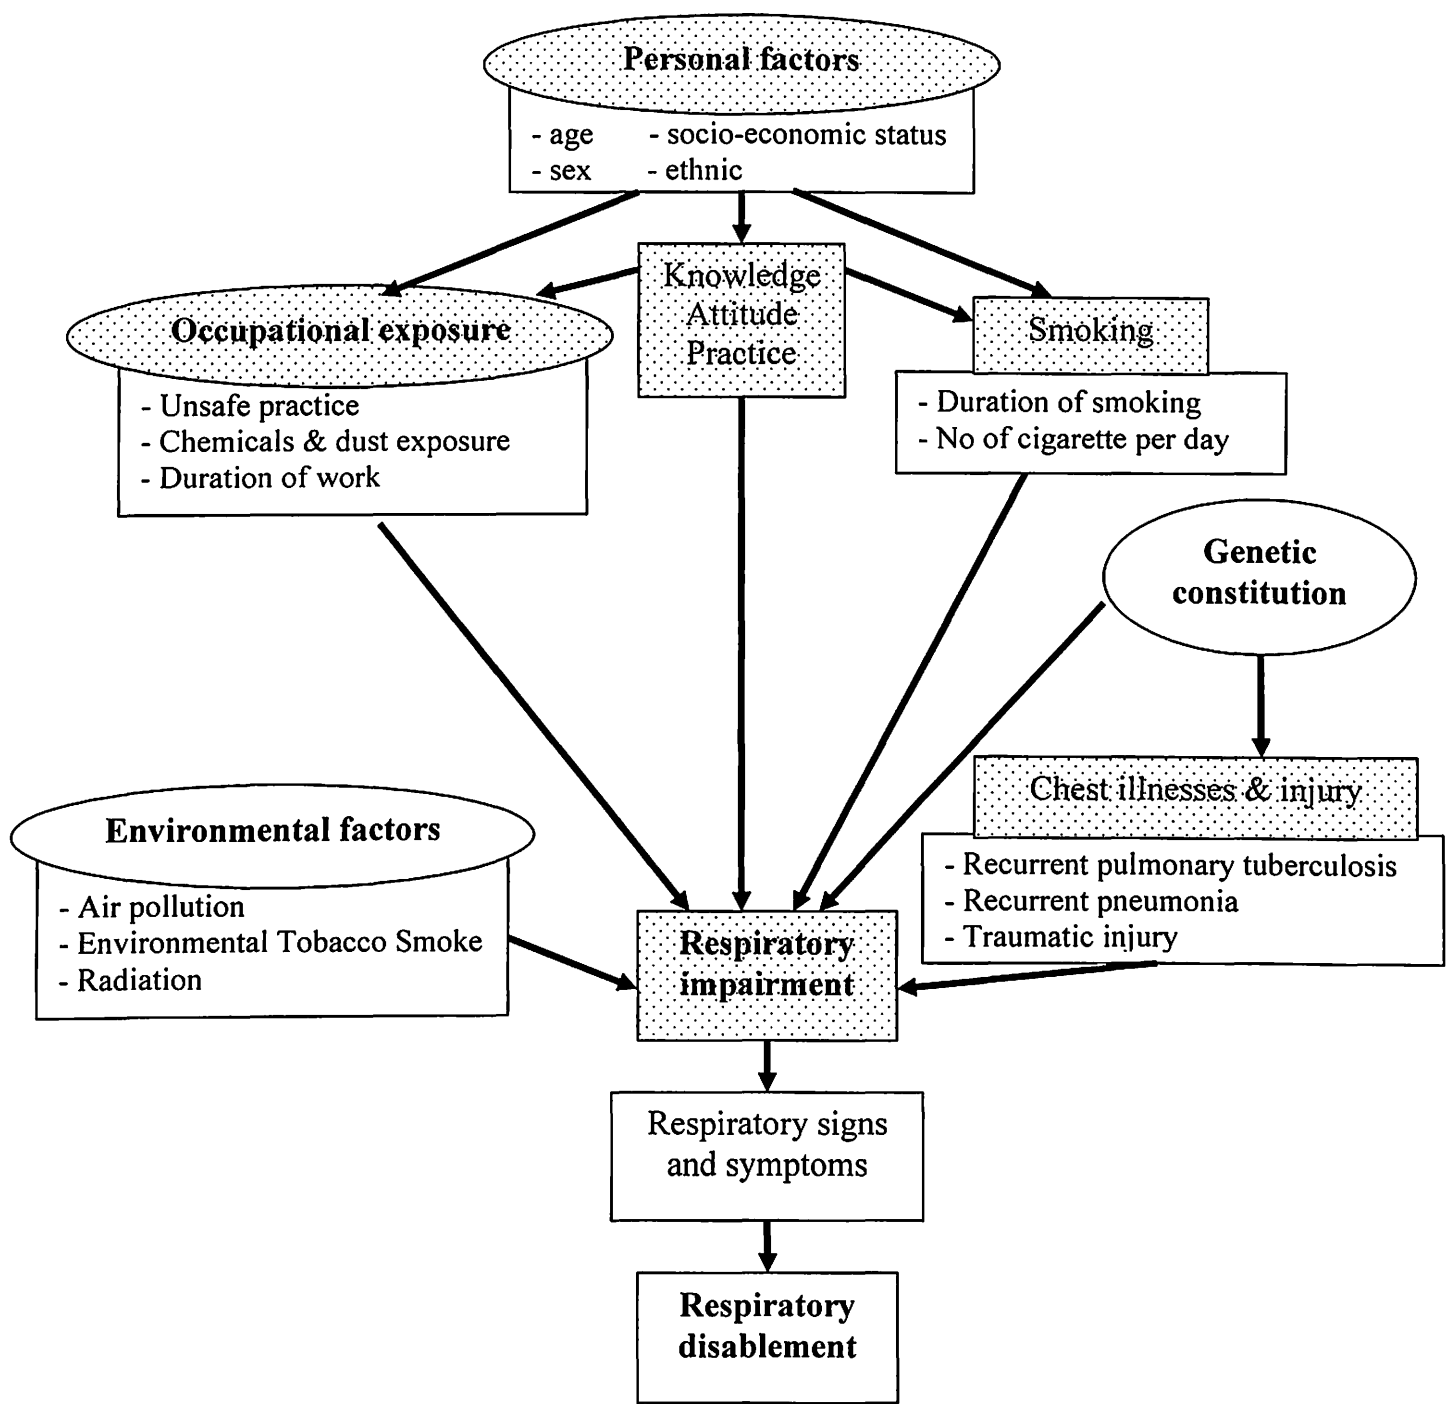 Personal factors
- age - socio-economic status
- sex - ethnic
Knowledge
Attitude
Practice
Occupational exposure
- Unsafe practice
- Chemicals & dust exposure
- Duration of work
Smoking
- Duration of smoking
- No of cigarette per day
Genetic
constitution
Chest illnesses & injury
- Recurrent pulmonary tuberculosis
- Recurrent pneumonia
- Traumatic injury
Environmental factors
- Air pollution
- Environmental Tobacco Smoke
- Radiation
Respiratory
impairment
Respiratory signs
and symptoms
Respiratory
disablement